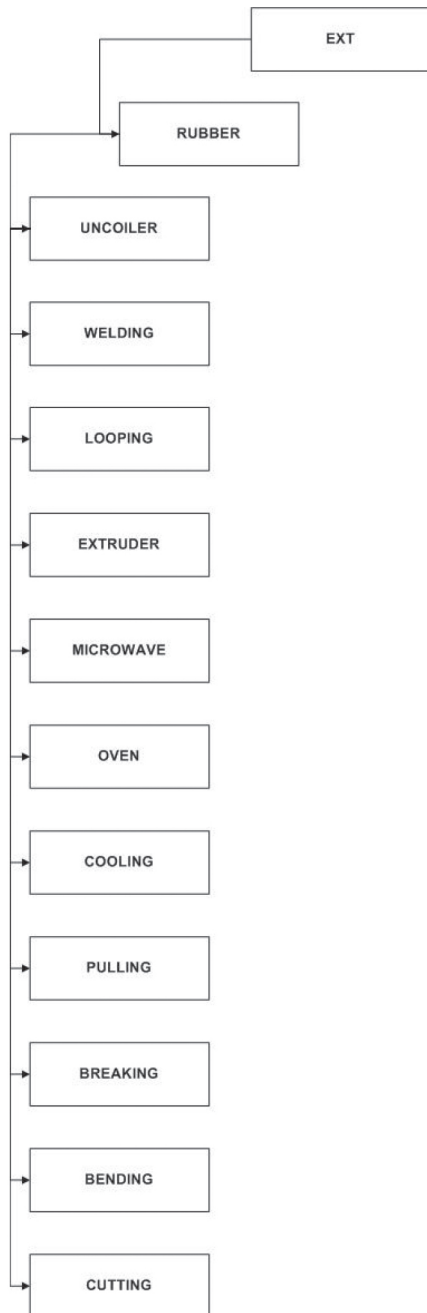 EXT
RUBBER
UNCOILER
WELDING
LOOPING
EXTRUDER
MICROWAVE
OVEN
COOLING
PULLING
BREAKING
BENDING
CUTTING